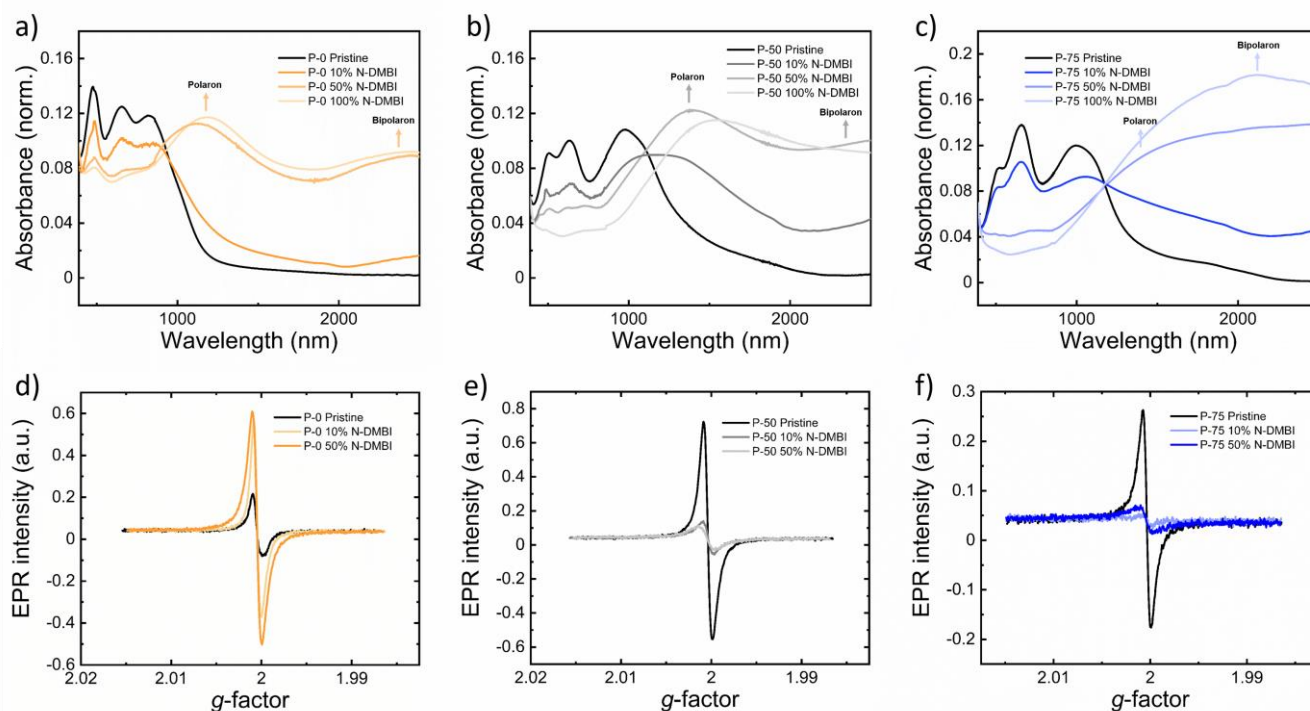 a)
0.16
0.12
0.08
0.04
0
Absorbance (norm.)
P-0 Pristine
P-0 10% N-DMBI
P-0 50% N-DMBI
P-0 100% N-DMBI
Polaron
Bipolaron
1000
2000
Wavelength (nm)
b)
0.16
0.12
0.08
0.04
0
Absorbance (norm.)
P-50 Pristine
P-50 10% N-DMBI
P-50 50% N-DMBI
P-50 100% N-DMBI
Polaron
Bipolaron
1000
2000
Wavelength (nm)
c)
0.2
0.16
0.12
0.08
0.04
0
Absorbance (norm.)
P-75 Pristine
P-75 10% N-DMBI
P-75 50% N-DMBI
P-75 100% N-DMBI
Bipolaron
Polaron
1000
2000
Wavelength (nm)
d)
0.6
0.4
0.2
0
-0.2
-0.4
-0.6
EPR intensity (a.u.)
P-0 Pristine
P-0 10% N-DMBI
P-0 50% N-DMBI
2.02
2.01
2
1.99
g-factor
e)
0.8
0.6
0.4
0.2
0
-0.2
-0.4
-0.6
EPR intensity (a.u.)
P-50 Pristine
P-50 10% N-DMBI
P-50 50% N-DMBI
2.02
2.01
2
1.99
g-factor
f)
0.3
0.2
0.1
0
-0.1
-0.2
EPR intensity (a.u.)
P-75 Pristine
P-75 10% N-DMBI
P-75 50% N-DMBI
2.01
2
1.99
g-factor